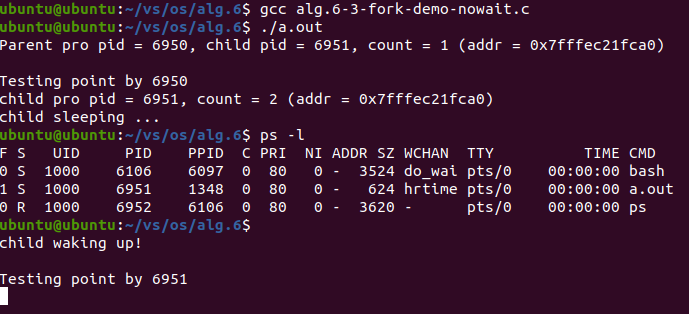 ubuntu@ubuntu:~/vs/os/alg.6$ gcc alg.6-3-fork-demo-nowait.c
ubuntu@ubuntu:~/vs/os/alg.6$ ./a.out
Parent pro pid = 6950, child pid = 6951, count = 1 (addr = 0x7fffec21fca0)
Testing point by 6950
child pro pid = 6951, count = 2 (addr = 0x7fffec21fca0)
child sleeping ...
ubuntu@ubuntu:~/vs/os/alg.6$ ps -l
F S   UID     PID    PPID  C PRI  NI ADDR SZ WCHAN  TTY          TIME CMD
0 S  1000    6106    6097  0  80   0 -  3524 do_wai pts/0    00:00:00 bash
1 S  1000    6951    1348  0  80   0 -   624 hrtime pts/0    00:00:00 a.out
0 R  1000    6952    6106  0  80   0 -  3620 -      pts/0    00:00:00 ps
ubuntu@ubuntu:~/vs/os/alg.6$
child waking up!
Testing point by 6951